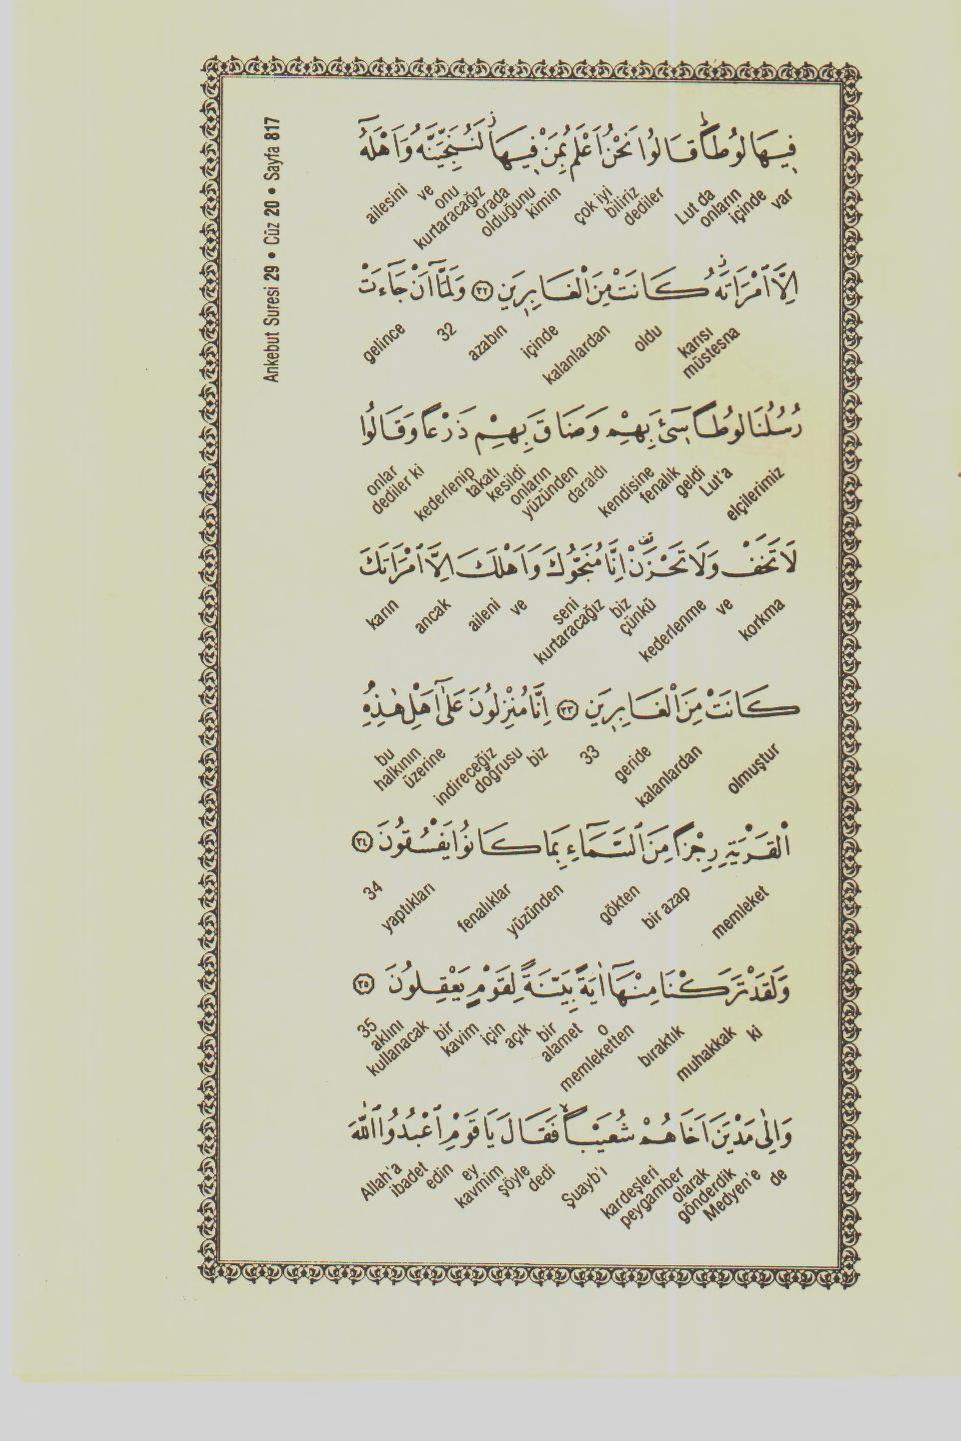 Ankebut Suresi 29 • Cüz 20 • Sayfa 817
فِيهَا لُوطًا قَالُوا نَحْنُ اَعْلَمُ بِمَنْ فِيهَا لَنُنَجِّيَنَّهُ وَاَهْلَهُٓ
var içinde onların Lut da dediler biliriz çok iyi kimin olduğunu orada kurtaracağız onu ve ailesini
اِلَّا امْرَاَتَهُ كَانَتْ مِنَ الْغَابِرِينَ ﴿٣٢﴾ وَلَمَّٓا اَنْ جَٓاءَتْ
müstesna karısı oldu kalanlardan içinde azabın 32 gelince
رُسُلُنَا لُوطًا سِٓيءَ بِهِمْ وَضَاقَ بِهِمْ ذَرْعًا وَقَالُوا
elçilerimiz Lut'a geldi fenalık kendisine daraldı yüzünden onların kesildi takatı kederlenip dediler ki onlar
لَا تَخَفْ وَلَا تَحْزَنْ اِنَّا مُنَجُّوكَ وَاَهْلَكَ اِلَّا امْرَاَتَكَ
korkma ve kederlenme çünkü biz kurtaracağız seni ve aileni ancak karın
كَانَتْ مِنَ الْغَابِرِينَ ﴿٣٣﴾ اِنَّا مُنْزِلُونَ عَلٰٓى اَهْلِ هٰذِهِ
olmuştur kalanlardan geride 33 biz doğrusu indireceğiz üzerine halkının bu
الْقَرْيَةِ رِجْزًا مِنَ السَّمَٓاءِ بِمَا كَانُوا يَفْسُقُونَ ﴿٣٤﴾
memleket bir azap gökten yüzünden fenalıklar yaptıkları 34
وَلَقَدْ تَرَكْنَا مِنْهَٓا اٰيَةً بَيِّنَةً لِقَوْمٍ يَعْقِلُونَ ﴿٣٥﴾
ki muhakkak bıraktık memleketten o alamet bir açık için kavim bir kullanacak aklını 35
وَاِلٰى مَدْيَنَ اَخَاهُمْ شُعَيْبًا فَقَالَ يَا قَوْمِ اعْبُدُوا اللّٰهَ
de Medyen'e gönderdik olarak peygamber kardeşleri Şuayb'ı dedi şöyle kavmim ey edin ibadet Allah'a